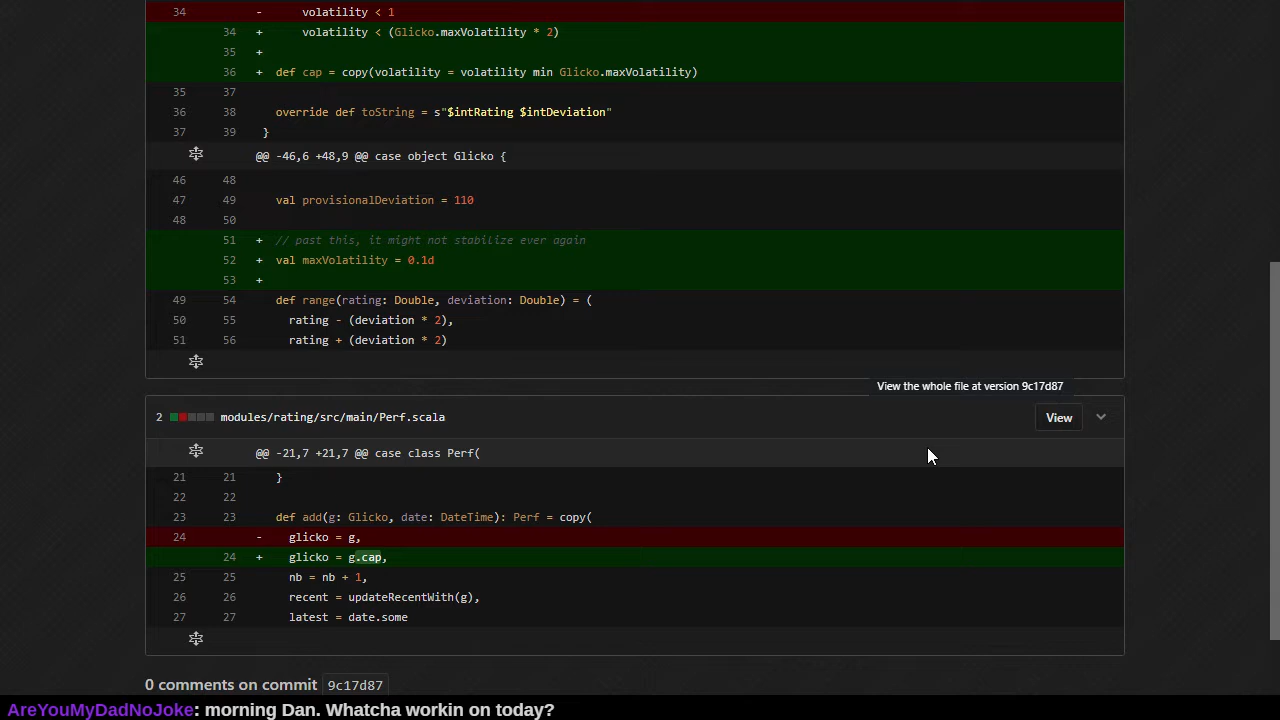 34 - volatility < 1
34 + volatility < (Glicko.maxVolatility * 2)
35 +
36 + def cap = copy(volatility = volatility min Glicko.maxVolatility)
35 37
36 38 override def toString = s"$intRating $intDeviation"
37 39 }
@@ -46,6 +48,9 @@ case object Glicko {
46 48
47 49 val provisionalDeviation = 110
48 50
51 + // past this, it might not stabilize ever again
52 + val maxVolatility = 0.1d
53 +
49 54 def range(rating: Double, deviation: Double) = (
50 55 rating - (deviation * 2),
51 56 rating + (deviation * 2)
View the whole file at version 9c17d87
2 modules/rating/src/main/Perf.scala View
@@ -21,7 +21,7 @@ case class Perf(
21 21 }
22 22
23 23 def add(g: Glicko, date: DateTime): Perf = copy(
24 - glicko = g,
24 + glicko = g.cap,
25 25 nb = nb + 1,
26 26 recent = updateRecentWith(g),
27 27 latest = date.some
0 comments on commit 9c17d87
AreYouMyDadNoJoke: morning Dan. Whatcha workin on today?